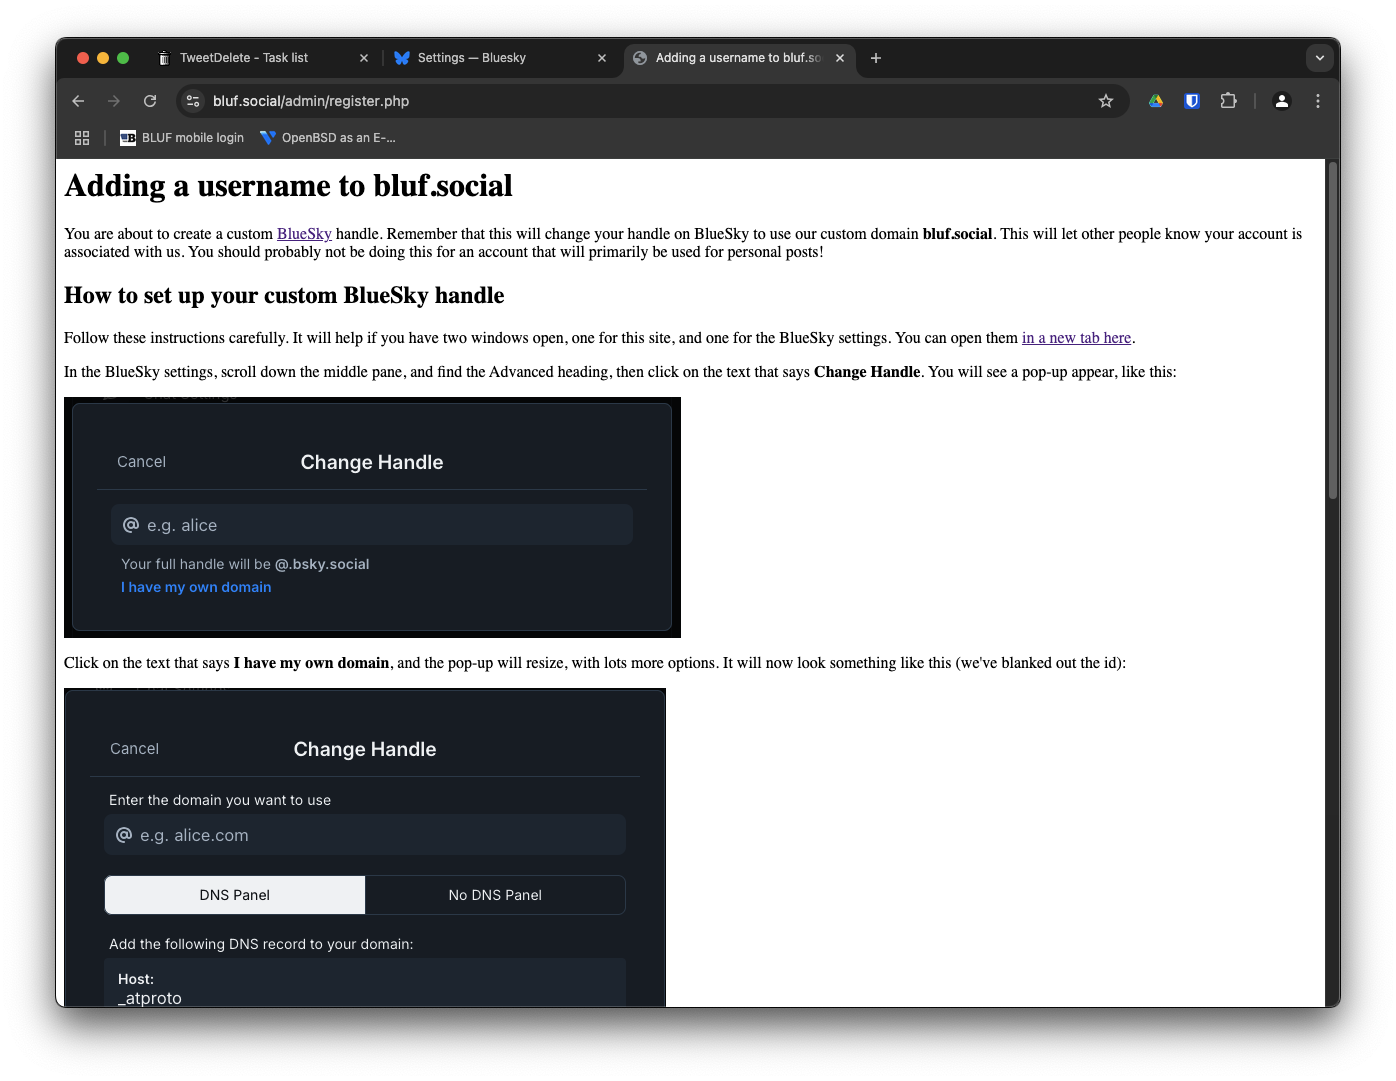 TweetDelete - Task list
Settings — Bluesky
Adding a username to bluf.so
bluf.social/admin/register.php
BLUF mobile login
OpenBSD as an E-...
Adding a username to bluf.social
You are about to create a custom BlueSky handle. Remember that this will change your handle on BlueSky to use our custom domain bluf.social. This will let other people know your account is
associated with us. You should probably not be doing this for an account that will primarily be used for personal posts!
How to set up your custom BlueSky handle
Follow these instructions carefully. It will help if you have two windows open, one for this site, and one for the BlueSky settings. You can open them in a new tab here.
In the BlueSky settings, scroll down the middle pane, and find the Advanced heading, then click on the text that says Change Handle. You will see a pop-up appear, like this:
Cancel
Change Handle
@ e.g. alice
Your full handle will be @.bsky.social
I have my own domain
Click on the text that says I have my own domain, and the pop-up will resize, with lots more options. It will now look something like this (we've blanked out the id):
Cancel
Change Handle
Enter the domain you want to use
@ e.g. alice.com
DNS Panel
No DNS Panel
Add the following DNS record to your domain:
Host:
_atproto